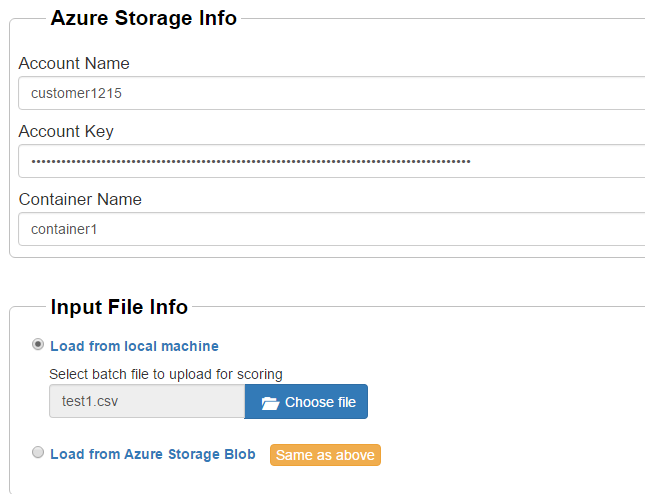 Azure Storage Info
Account Name
customer1215
Account Key
Container Name
container1
Input File Info
Load from local machine
Select batch file to upload for scoring
test1.csv Choose file
Load from Azure Storage Blob Same as above